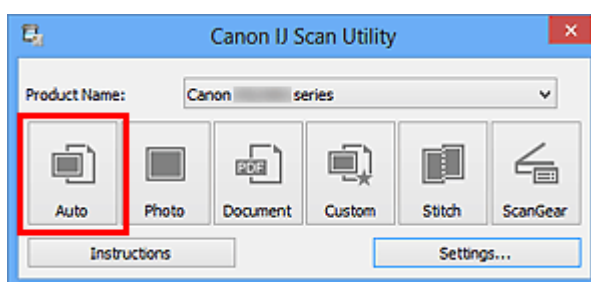 Canon IJ Scan Utility
Product Name: Canon series
PDF
Auto Photo Document Custom Stitch ScanGear
Instructions Settings...